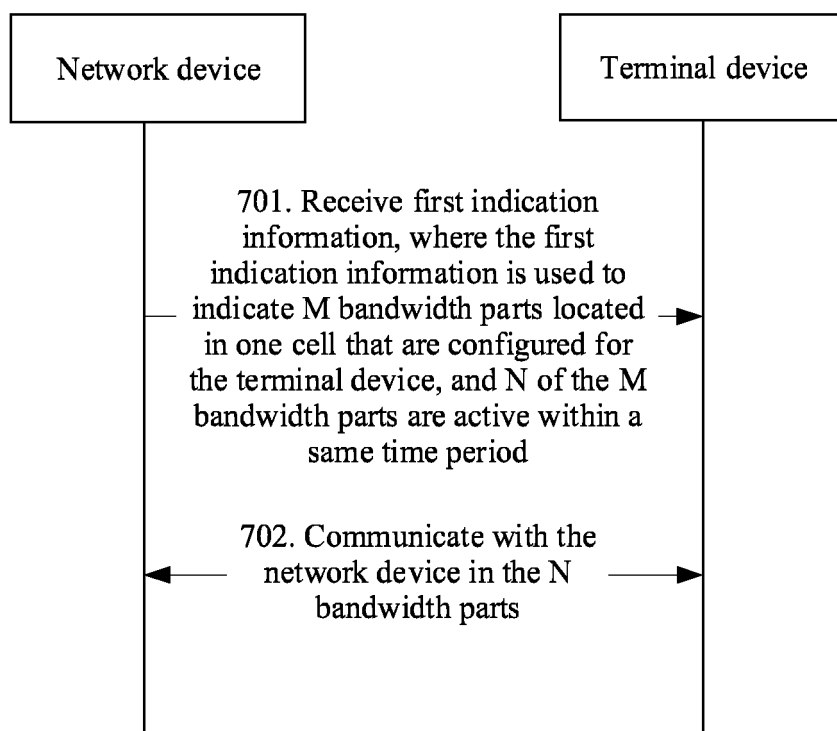 Network device
Terminal device
701. Receive first indication
information, where the first
indication information is used to
indicate M bandwidth parts located
in one cell that are configured for
the terminal device, and N of the M
bandwidth parts are active within a
same time period
702. Communicate with the
network device in the N
bandwidth parts